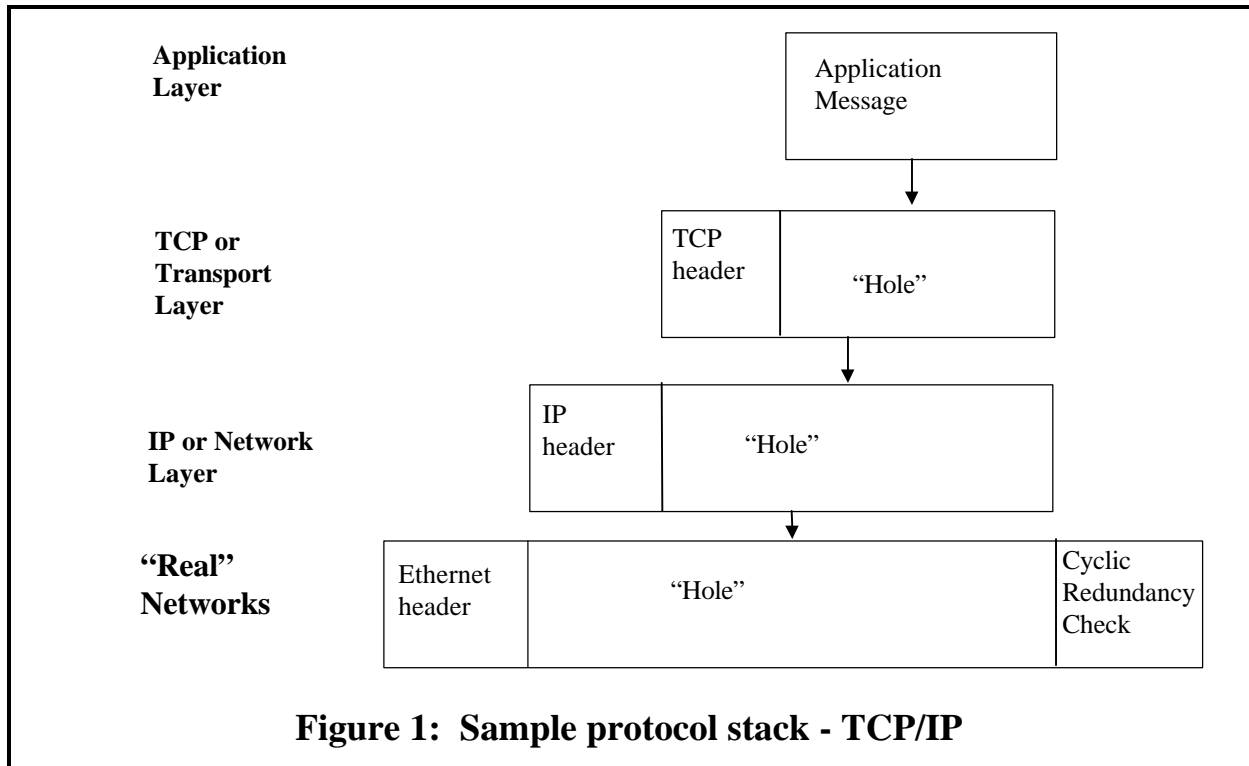 Application
Layer
Application
Message
TCP or
Transport
Layer
TCP
header
“Hole”
IP or Network
Layer
IP
header
“Hole”
“Real”
Networks
Ethernet
header
“Hole”
Cyclic
Redundancy
Check
Figure 1:  Sample protocol stack - TCP/IP